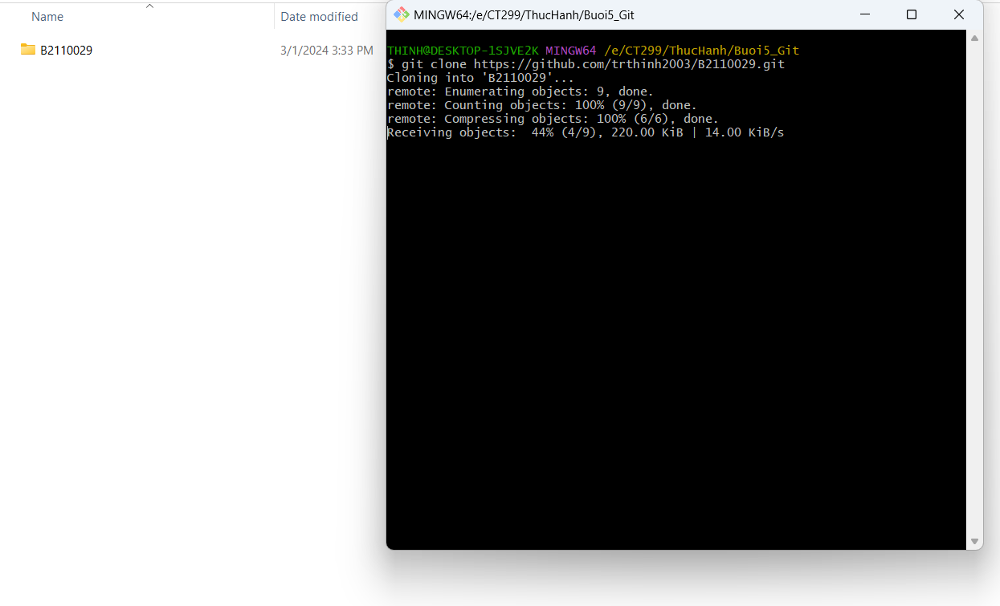 Name Date modified
B2110029 3/1/2024 3:33 PM
MINGW64:/e/CT299/ThucHanh/Buoi5_Git
THINH@DESKTOP-1SJVE2K MINGW64 /e/CT299/ThucHanh/Buoi5_Git
$ git clone https://github.com/trthinh2003/B2110029.git
Cloning into 'B2110029'...
remote: Enumerating objects: 9, done.
remote: Counting objects: 100% (9/9), done.
remote: Compressing objects: 100% (6/6), done.
Receiving objects:  44% (4/9), 220.00 KiB | 14.00 KiB/s